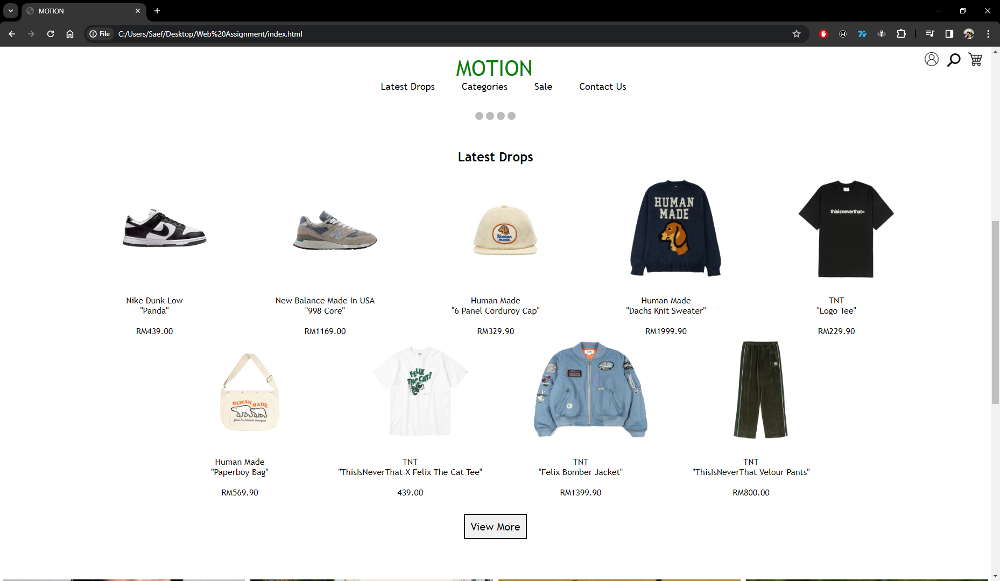 MOTION
File
C:/Users/Saef/Desktop/Web%20Assignment/index.html
MOTION
Latest Drops
Categories
Sale
Contact Us
Latest Drops
HUMAN
MADE
thisisneverthat
Human
made
Nike Dunk Low
"Panda"
RM439.00
New Balance Made In USA
"998 Core"
RM1169.00
Human Made
"6 Panel Corduroy Cap"
RM329.90
Human Made
"Dachs Knit Sweater"
RM1999.90
TNT
"Logo Tee"
RM229.90
HUMAN MADE
FELIX
THE CAT!
Human Made
"Paperboy Bag"
RM569.90
TNT
"ThisIsNeverThat X Felix The Cat Tee"
439.00
TNT
"Felix Bomber Jacket"
RM1399.90
TNT
"ThisIsNeverThat Velour Pants"
RM800.00
View More